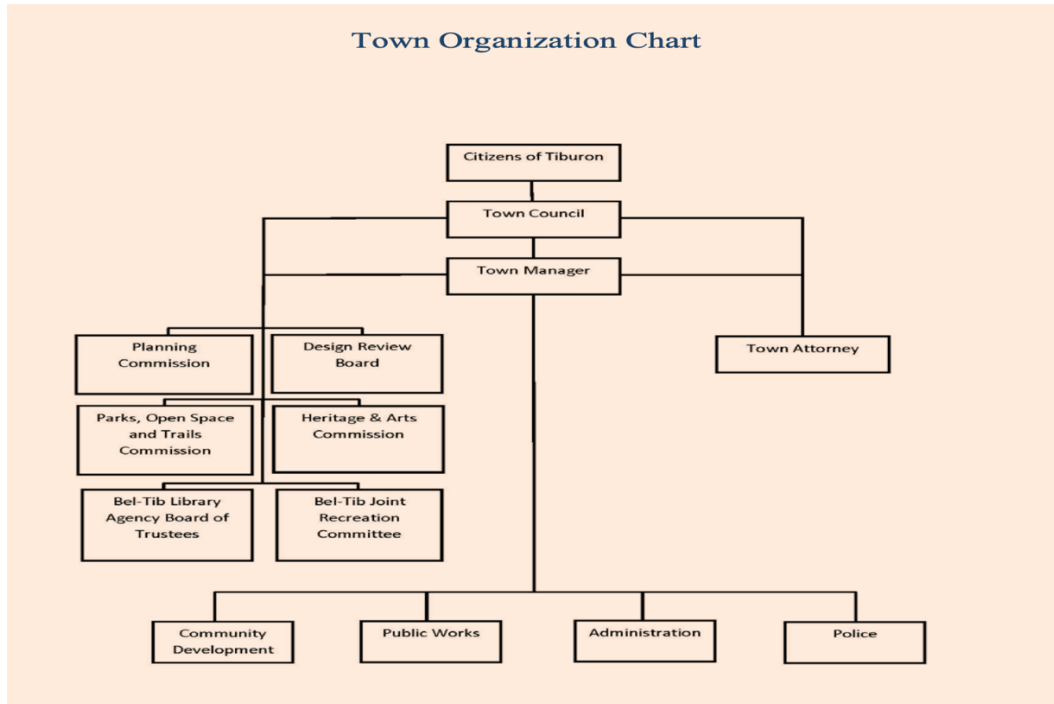 Town Organization Chart
Citizens of Tiburon
Town Council
Town Manager
Planning
Commission
Design Review
Board
Town Attorney
Parks, Open Space
and Trails
Commission
Heritage & Arts
Commission
Bel-Tib Library
Agency Board of
Trustees
Bel-Tib Joint
Recreation
Committee
Community
Development
Public Works
Administration
Police